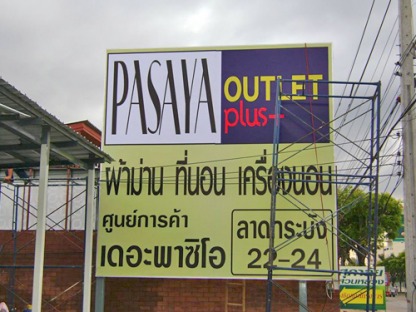 PASAYA
OUTLET
plus+
ผ้าม่าน ที่นอน เครื่องนอน
ศูนย์การค้า
เดอะพาซิโอ
ลาดกระบัง
22-24